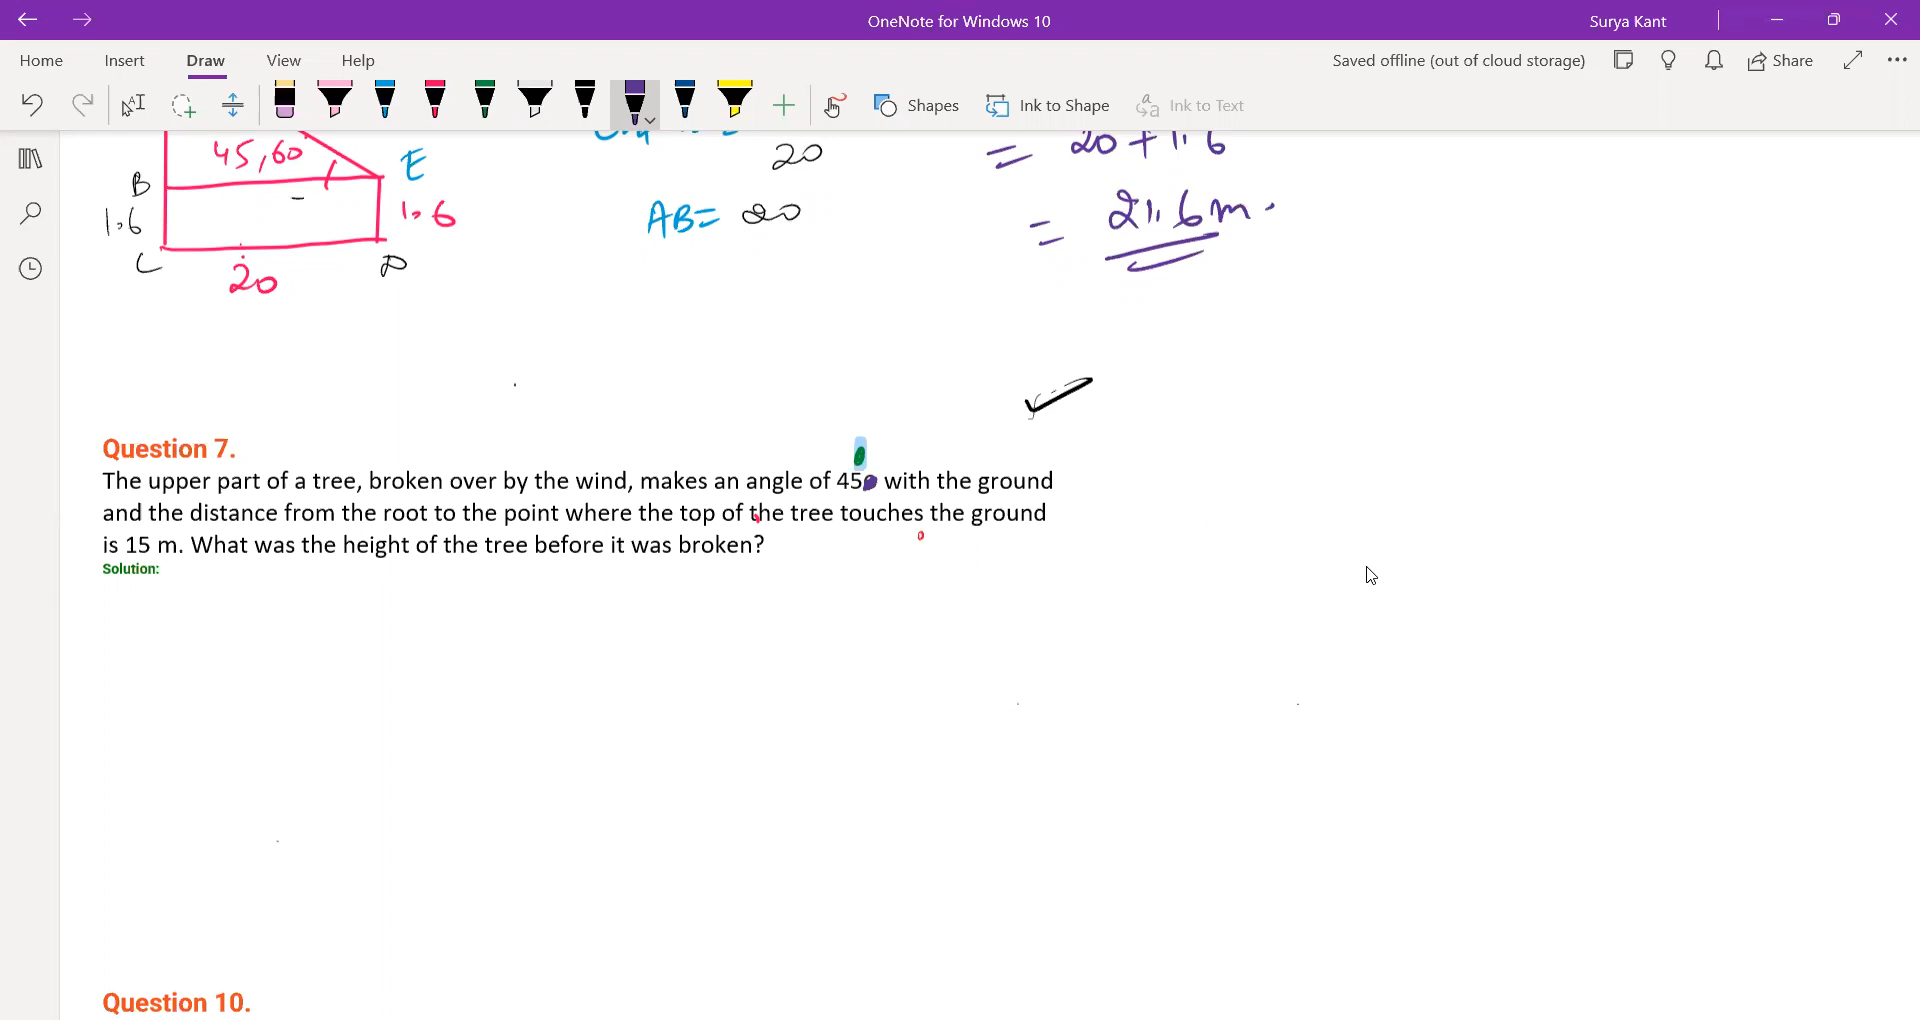 OneNote for Windows 10
Surya Kant
Home Insert Draw View Help
Saved offline (out of cloud storage)
Share
Shapes
Ink to Shape
Ink to Text
45,60
E
20
= 20 + 1.6
B
1.6
1.6
AB= 20
= 21.6 m.
C
20
D
Question 7.
The upper part of a tree, broken over by the wind, makes an angle of 45 with the ground
and the distance from the root to the point where the top of the tree touches the ground
is 15 m. What was the height of the tree before it was broken?
Solution:
Question 10.